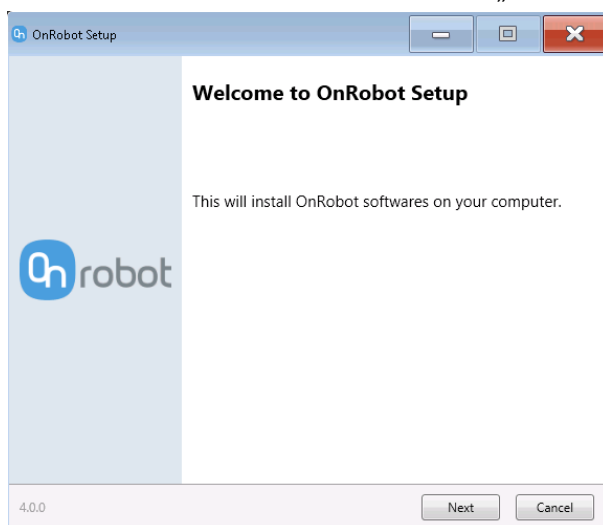 OnRobot Setup
Welcome to OnRobot Setup
This will install OnRobot softwares on your computer.
On robot
4.0.0
Next
Cancel